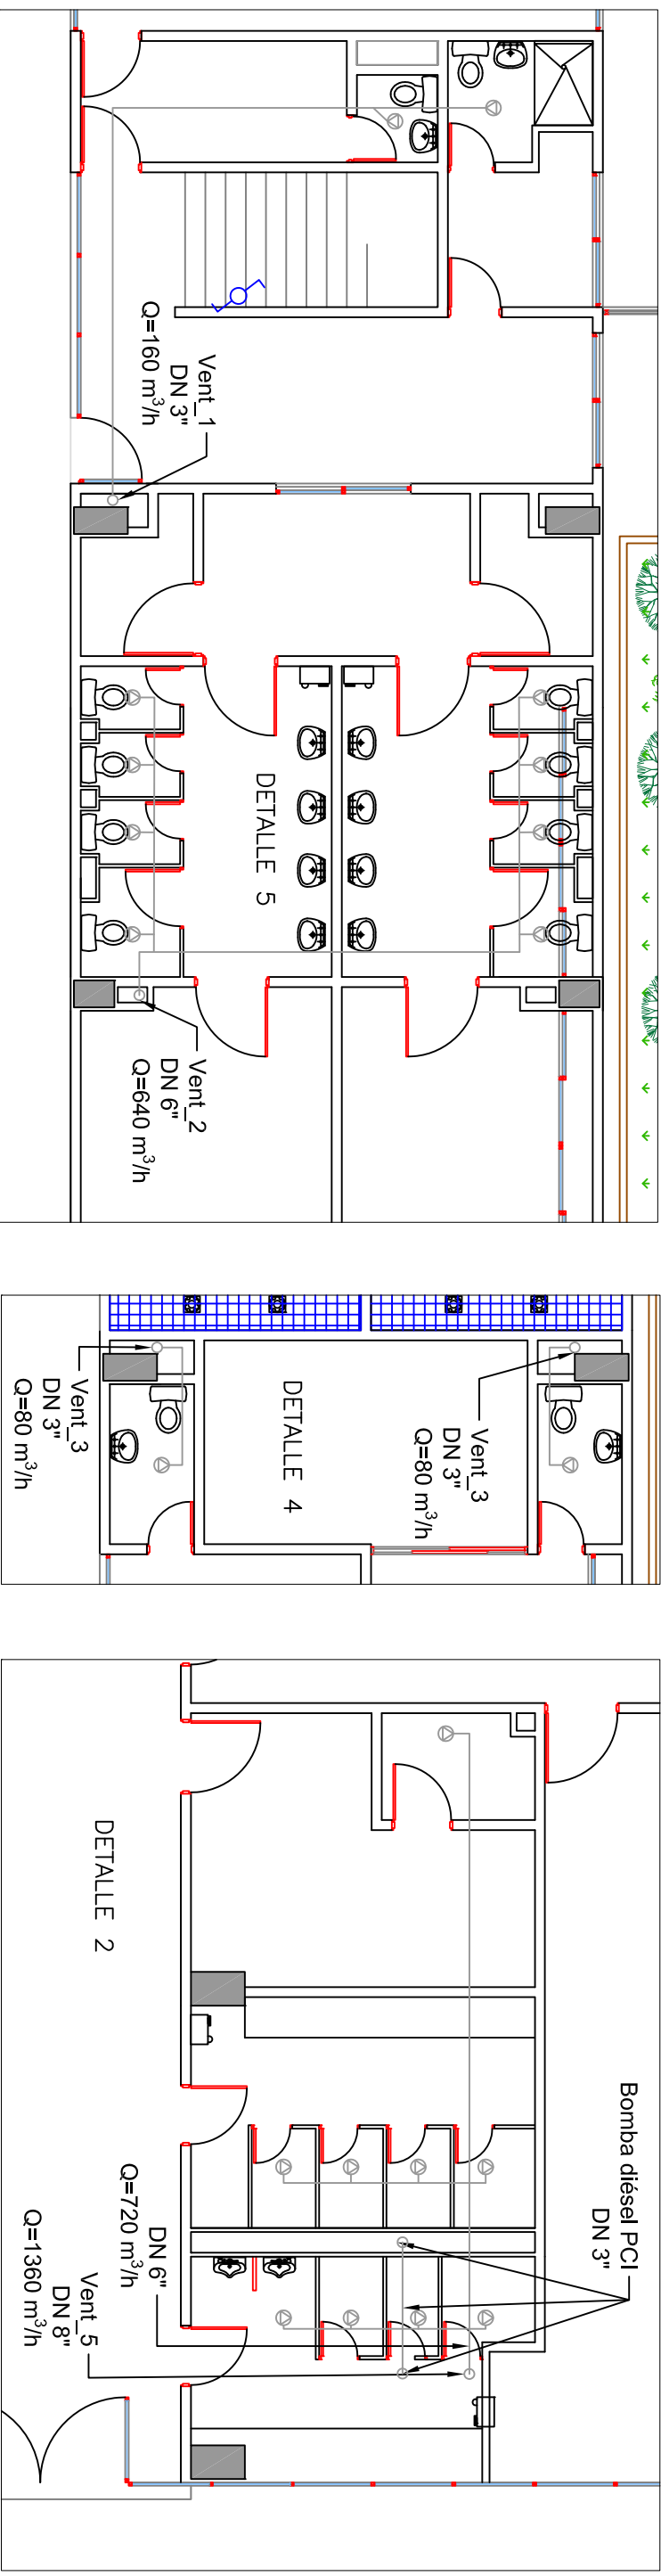 Vent_1
DN 3"
Q=160 m³/h
DETALLE 5
Vent_2
DN 6"
Q=640 m³/h
Vent_3
DN 3"
Q=80 m³/h
DETALLE 4
Vent_3
DN 3"
Q=80 m³/h
Bomba diésel PCI
DN 3"
DETALLE 2
DN 6"
Q=720 m³/h
Vent_5
DN 8"
Q=1360 m³/h